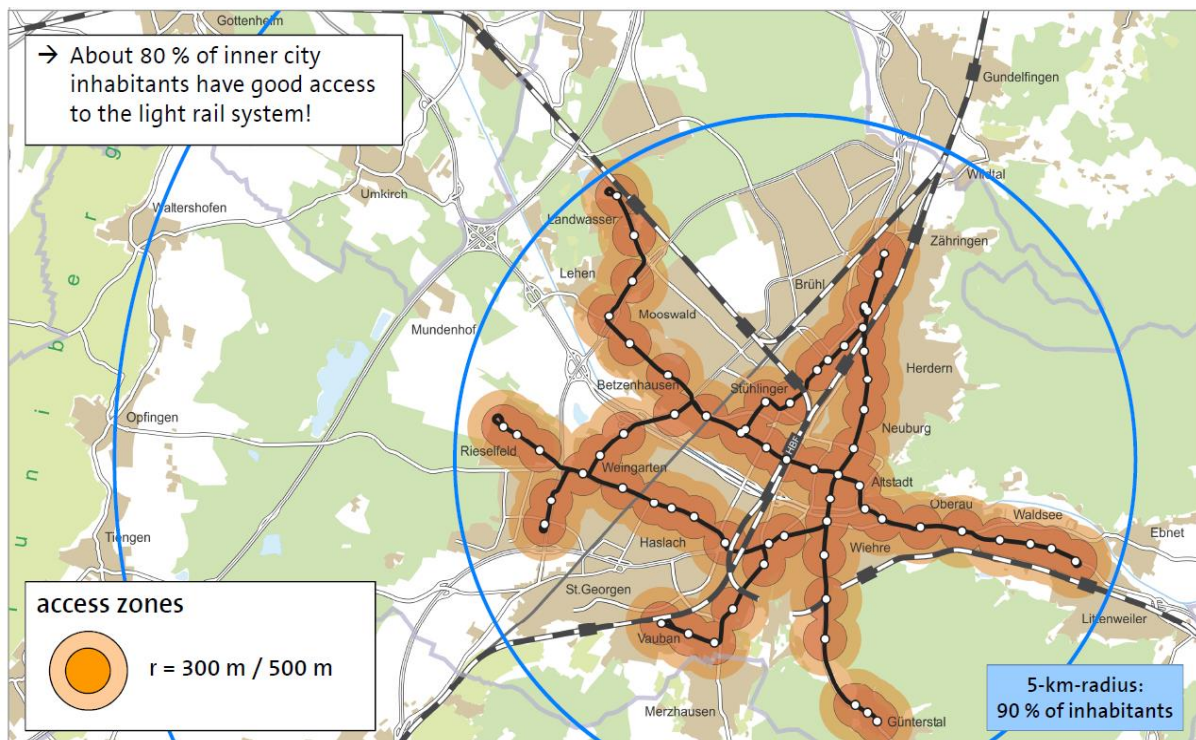 Gottenheim
→ About 80 % of inner city
inhabitants have good access
to the light rail system!
Gundelfingen
Wildtal
Umkirch
Waltershofen
Landwasser
Zähringen
Lehen
Brühl
Mooswald
Mundenhof
Herdern
Betzenhausen
Stühlinger
Opfingen
Neuburg
HBF
Rieselfeld
Weingarten
Altstadt
Oberau
Waldsee
Tiengen
Haslach
Wiehre
Ebnet
St.Georgen
Littenweiler
Vauban
Merzhausen
Günterstal
T u n i b e r g
access zones
r = 300 m / 500 m
5-km-radius:
90 % of inhabitants